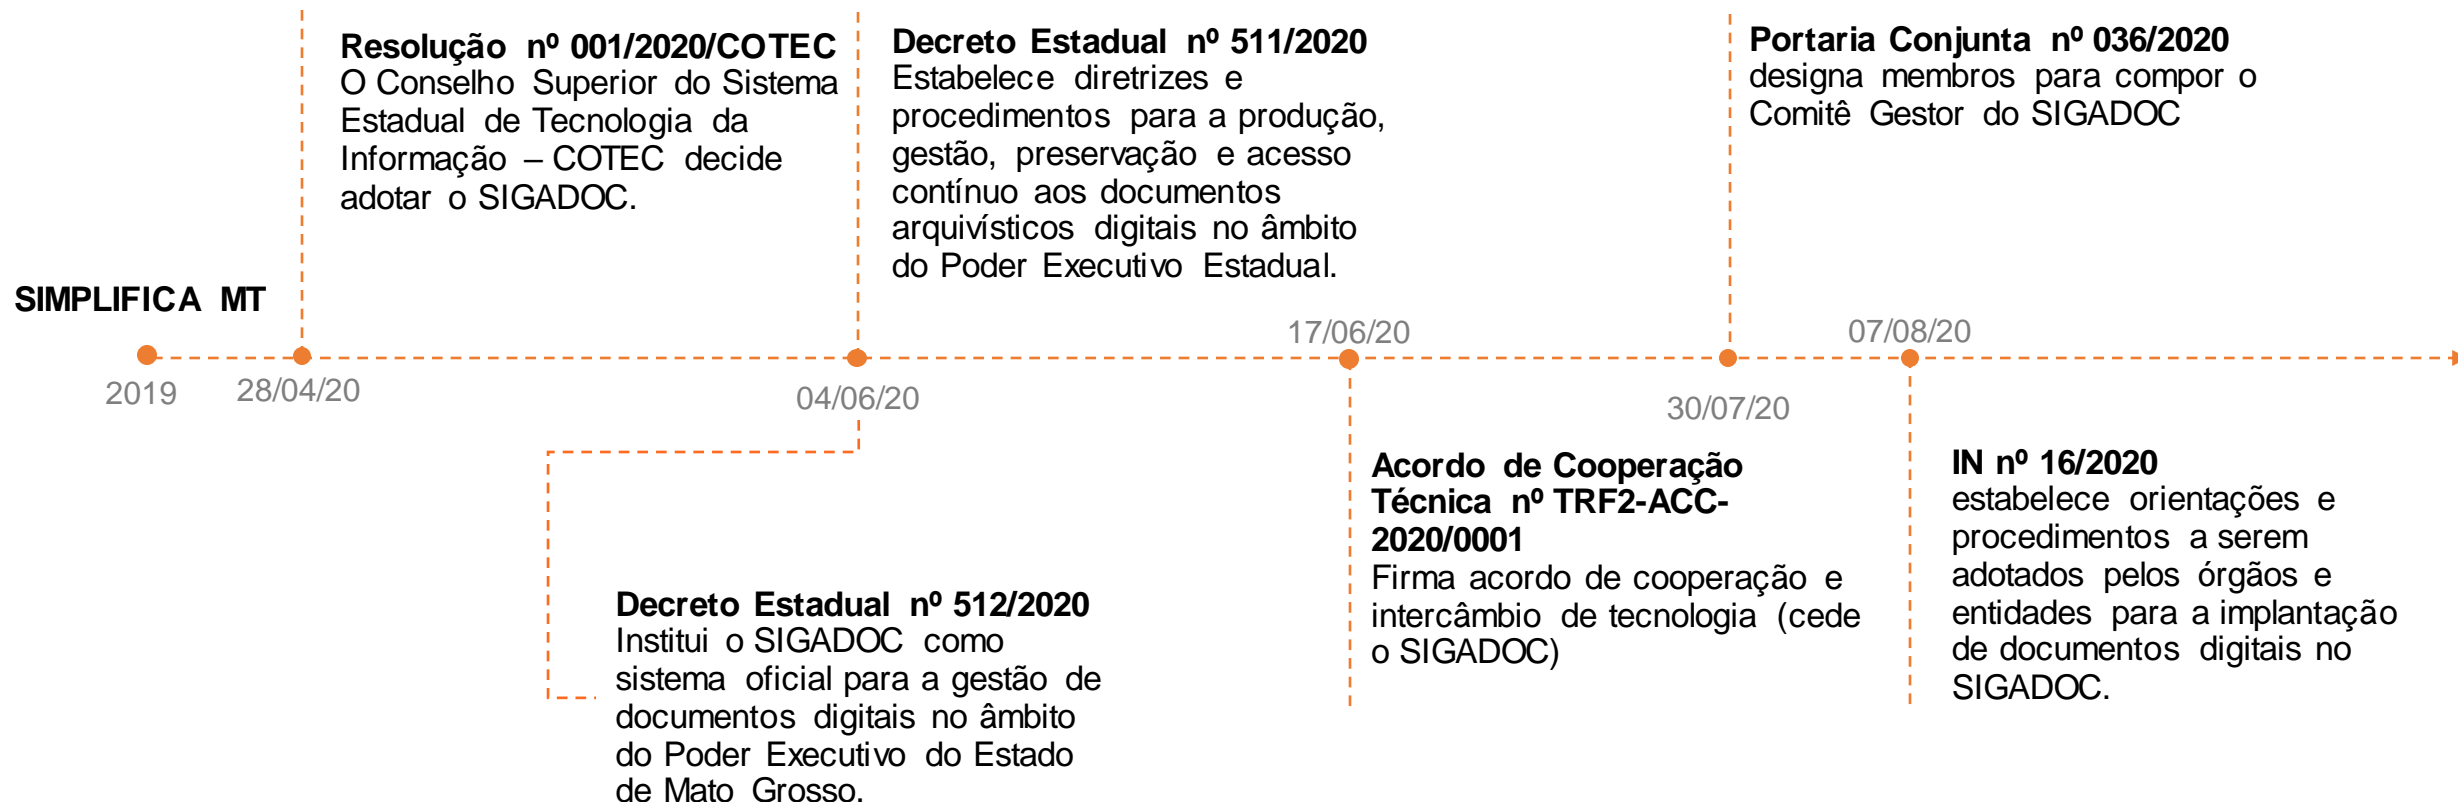 Resolução nº 001/2020/COTEC
O Conselho Superior do Sistema
Estadual de Tecnologia da
Informação – COTEC decide
adotar o SIGADOC.
Decreto Estadual nº 511/2020
Estabelece diretrizes e
procedimentos para a produção,
gestão, preservação e acesso
contínuo aos documentos
arquivísticos digitais no âmbito
do Poder Executivo Estadual.
Portaria Conjunta nº 036/2020
designa membros para compor o
Comitê Gestor do SIGADOC
SIMPLIFICA MT
17/06/20
07/08/20
2019
28/04/20
04/06/20
30/07/20
Decreto Estadual nº 512/2020
Institui o SIGADOC como
sistema oficial para a gestão de
documentos digitais no âmbito
do Poder Executivo do Estado
de Mato Grosso.
Acordo de Cooperação
Técnica nº TRF2-ACC-
2020/0001
Firma acordo de cooperação e
intercâmbio de tecnologia (cede
o SIGADOC)
IN nº 16/2020
estabelece orientações e
procedimentos a serem
adotados pelos órgãos e
entidades para a implantação
de documentos digitais no
SIGADOC.